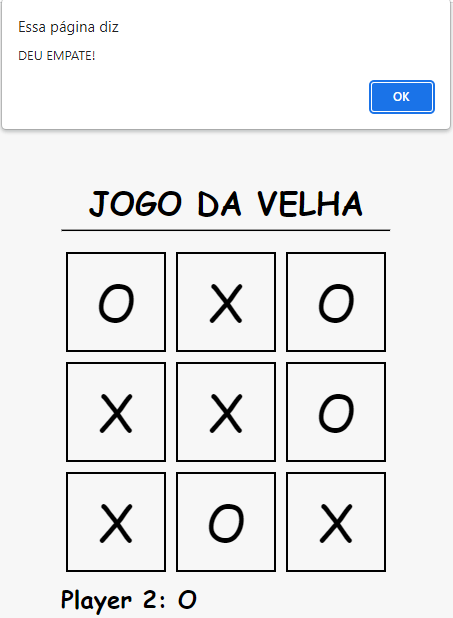 Essa página diz
DEU EMPATE!
OK
JOGO DA VELHA
O X O
X X O
X O X
Player 2: O